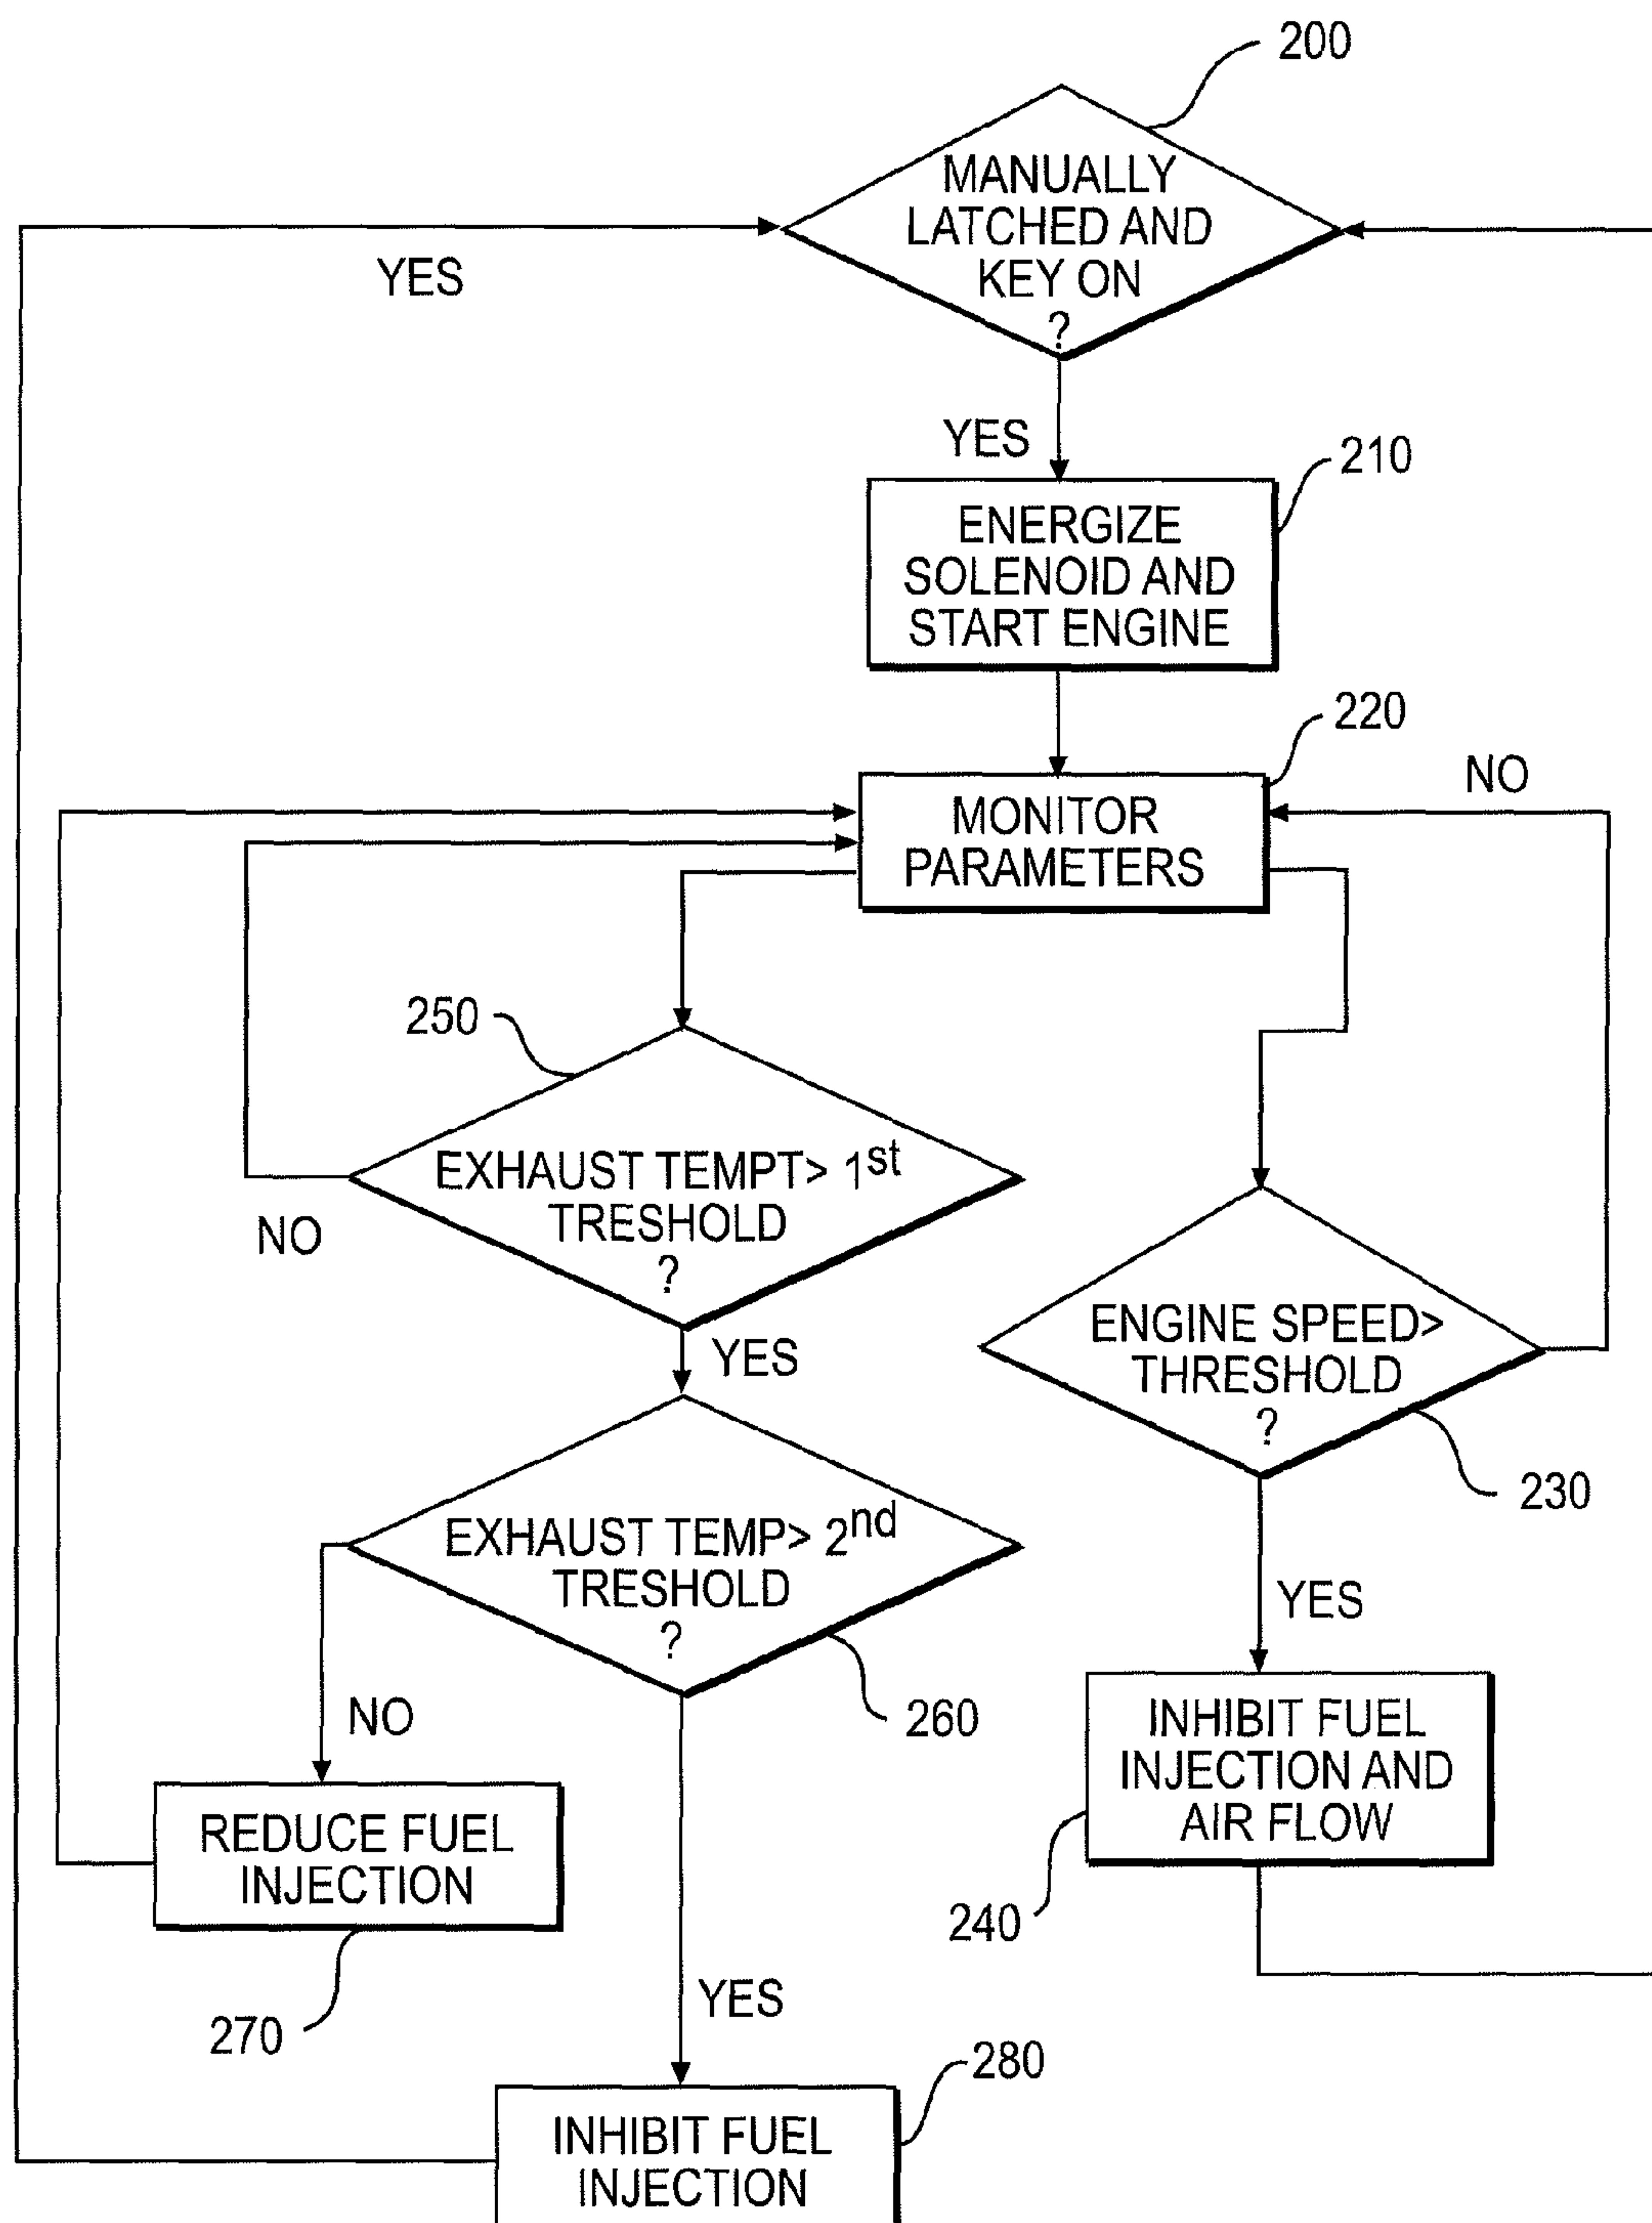 200
MANUALLY
LATCHED AND
KEY ON
?
YES
YES
210
ENERGIZE
SOLENOID AND
START ENGINE
220
NO
MONITOR
PARAMETERS
250
EXHAUST TEMPT> 1st
TRESHOLD
?
NO
YES
ENGINE SPEED>
THRESHOLD
?
230
EXHAUST TEMP> 2nd
TRESHOLD
?
YES
260
NO
INHIBIT FUEL
INJECTION AND
AIR FLOW
240
REDUCE FUEL
INJECTION
270
YES
280
INHIBIT FUEL
INJECTION